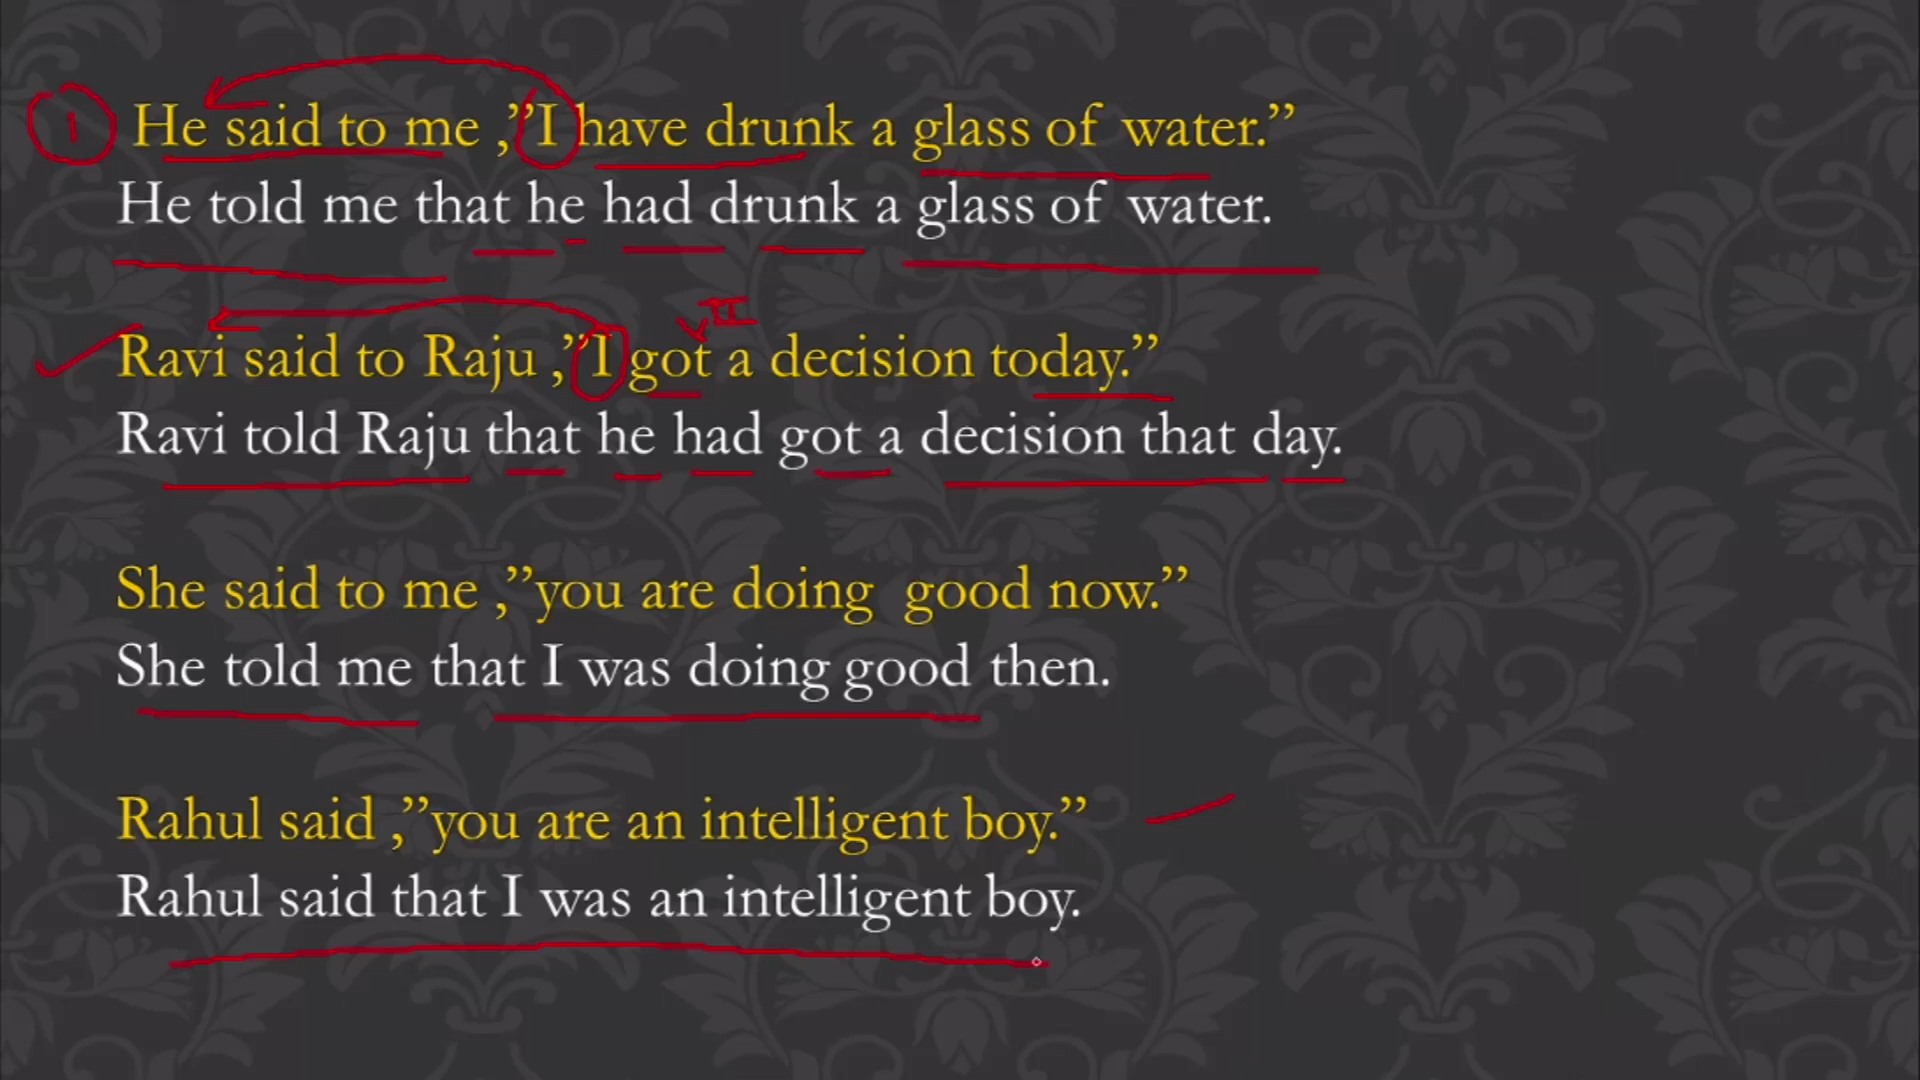 ① He said to me ,”I have drunk a glass of water.”
He told me that he had drunk a glass of water.
VII
Ravi said to Raju ,”I got a decision today.”
Ravi told Raju that he had got a decision that day.
She said to me ,”you are doing good now.”
She told me that I was doing good then.
Rahul said ,”you are an intelligent boy.”
Rahul said that I was an intelligent boy.